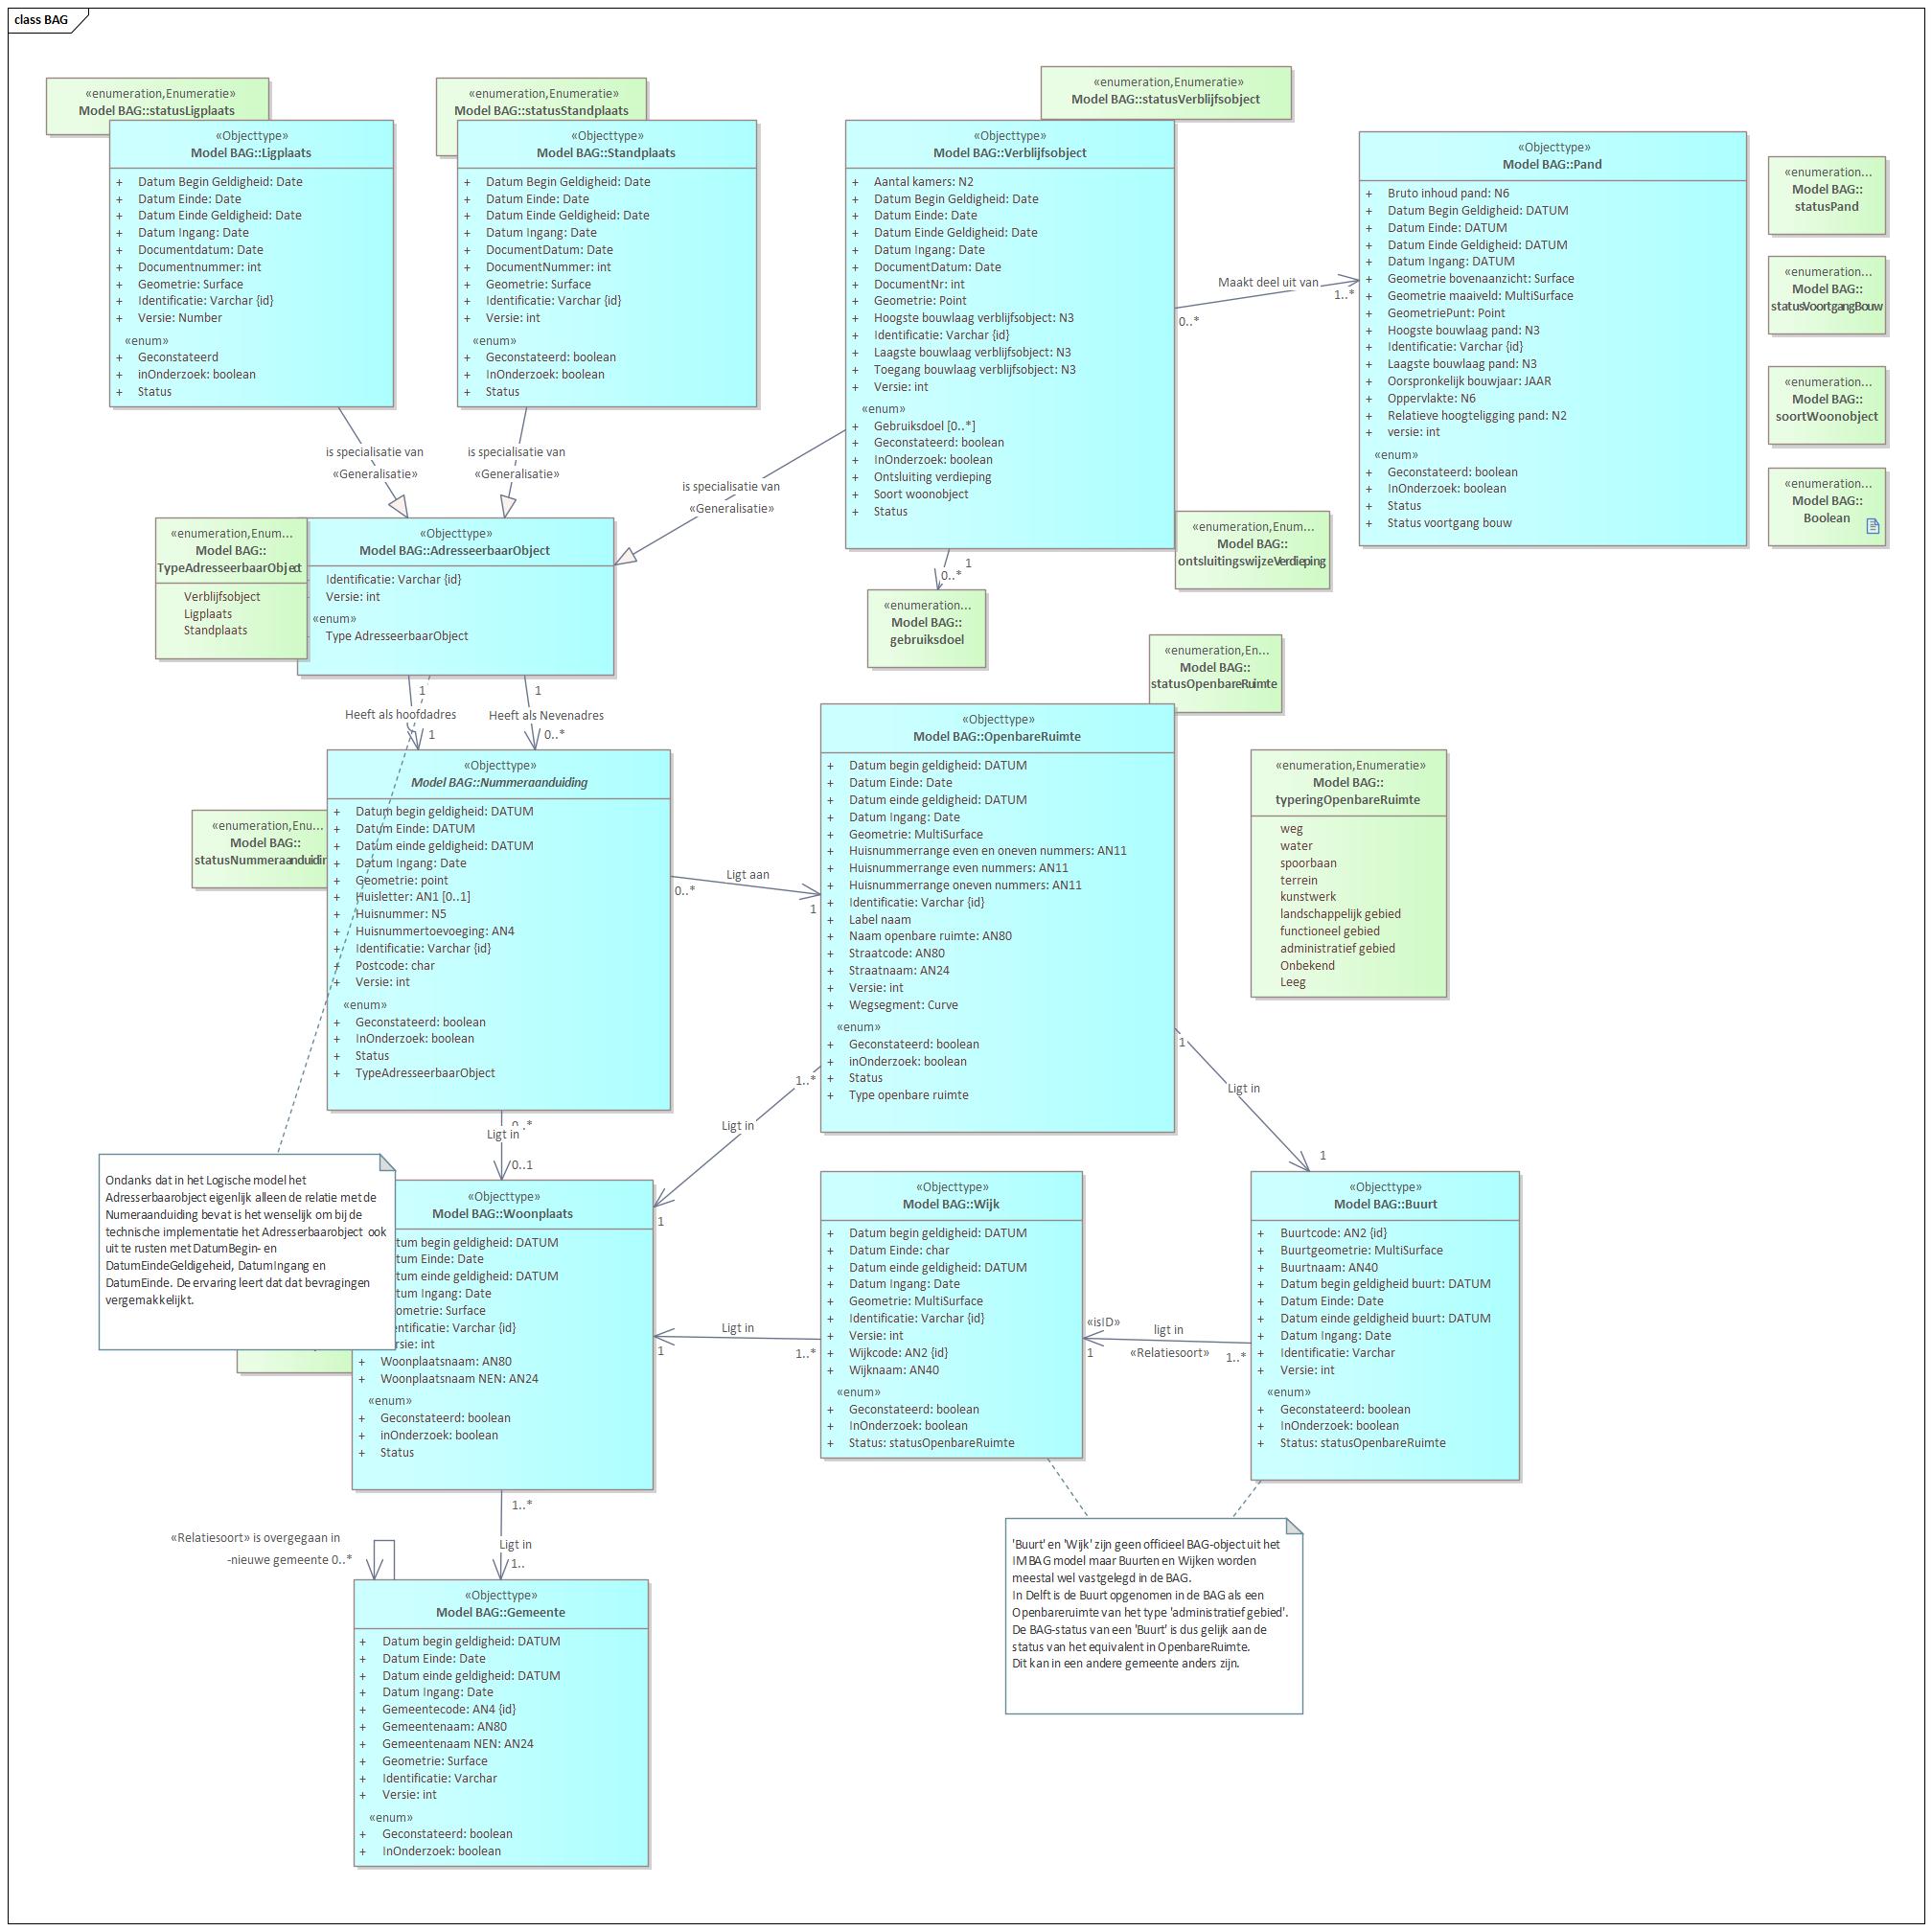 class BAG
«enumeration,Enumeratie»
Model BAG::statusLigplaats
«enumeration,Enumeratie»
Model BAG::statusStandplaats
«enumeration,Enumeratie»
Model BAG::statusVerblijfsobject
«Objecttype»
Model BAG::Ligplaats
+ Datum Begin Geldigheid: Date
+ Datum Einde: Date
+ Datum Einde Geldigheid: Date
+ Datum Ingang: Date
+ Documentdatum: Date
+ Documentnummer: int
+ Geometrie: Surface
+ Identificatie: Varchar {id}
+ Versie: Number
«enum»
+ Geconstateerd
+ inOnderzoek: boolean
+ Status
«Objecttype»
Model BAG::Standplaats
+ Datum Begin Geldigheid: Date
+ Datum Einde: Date
+ Datum Einde Geldigheid: Date
+ Datum Ingang: Date
+ DocumentDatum: Date
+ DocumentNummer: int
+ Geometrie: Surface
+ Identificatie: Varchar {id}
+ Versie: int
«enum»
+ Geconstateerd: boolean
+ InOnderzoek: boolean
+ Status
«Objecttype»
Model BAG::Verblijfsobject
+ Aantal kamers: N2
+ Datum Begin Geldigheid: Date
+ Datum Einde: Date
+ Datum Einde Geldigheid: Date
+ Datum Ingang: Date
+ DocumentDatum: Date
+ DocumentNr: int
+ Geometrie: Point
+ Hoogste bouwlaag verblijfsobject: N3
+ Identificatie: Varchar {id}
+ Laagste bouwlaag verblijfsobject: N3
+ Toegang bouwlaag verblijfsobject: N3
+ Versie: int
«enum»
+ Gebruiksdoel [0..*]
+ Geconstateerd: boolean
+ InOnderzoek: boolean
+ Ontsluiting verdieping
+ Soort woonobject
+ Status
Maakt deel uit van
0..*
1..*
«Objecttype»
Model BAG::Pand
+ Bruto inhoud pand: N6
+ Datum Begin Geldigheid: DATUM
+ Datum Einde: DATUM
+ Datum Einde Geldigheid: DATUM
+ Datum Ingang: DATUM
+ Geometrie bovenaanzicht: Surface
+ Geometrie maaiveld: MultiSurface
+ GeometriePunt: Point
+ Hoogste bouwlaag pand: N3
+ Identificatie: Varchar {id}
+ Laagste bouwlaag pand: N3
+ Oorspronkelijk bouwjaar: JAAR
+ Oppervlakte: N6
+ Relatieve hoogteligging pand: N2
+ versie: int
«enum»
+ Geconstateerd: boolean
+ InOnderzoek: boolean
+ Status
+ Status voortgang bouw
«enumeration...
Model BAG::
statusPand
«enumeration...
Model BAG::
statusVoortgangBouw
«enumeration...
Model BAG::
soortWoonobject
«enumeration...
Model BAG::
Boolean
is specialisatie van
«Generalisatie»
is specialisatie van
«Generalisatie»
is specialisatie van
«Generalisatie»
«enumeration,Enum...
Model BAG::
TypeAdresseerbaarObject
Verblijfsobject
Ligplaats
Standplaats
«Objecttype»
Model BAG::AdresseerbaarObject
Identificatie: Varchar {id}
Versie: int
«enum»
Type AdresseerbaarObject
«enumeration,Enum...
Model BAG::
ontsluitingswijzeVerdieping
1
0..*
«enumeration...
Model BAG::
gebruiksdoel
«enumeration,En...
Model BAG::
statusOpenbareRuimte
1
Heeft als hoofdadres
1
1
Heeft als Nevenadres
0..*
«Objecttype»
Model BAG::Nummeraanduiding
+ Datum begin geldigheid: DATUM
+ Datum Einde: DATUM
+ Datum einde geldigheid: DATUM
+ Datum Ingang: Date
+ Geometrie: point
+ Huisletter: AN1 [0..1]
+ Huisnummer: N5
+ Huisnummertoevoeging: AN4
+ Identificatie: Varchar {id}
+ Postcode: char
+ Versie: int
«enum»
+ Geconstateerd: boolean
+ InOnderzoek: boolean
+ Status
+ TypeAdresseerbaarObject
«enumeration,Enu...
Model BAG::
statusNummeraanduidin
Ligt aan
0..*
1
«Objecttype»
Model BAG::OpenbareRuimte
+ Datum begin geldigheid: DATUM
+ Datum Einde: Date
+ Datum einde geldigheid: DATUM
+ Datum Ingang: Date
+ Geometrie: MultiSurface
+ Huisnummerrange even en oneven nummers: AN11
+ Huisnummerrange even nummers: AN11
+ Huisnummerrange oneven nummers: AN11
+ Identificatie: Varchar {id}
+ Label naam
+ Naam openbare ruimte: AN80
+ Straatcode: AN80
+ Straatnaam: AN24
+ Versie: int
+ Wegsegment: Curve
«enum»
+ Geconstateerd: boolean
+ inOnderzoek: boolean
+ Status
+ Type openbare ruimte
«enumeration,Enumeratie»
Model BAG::
typeringOpenbareRuimte
weg
water
spoorbaan
terrein
kunstwerk
landschappelijk gebied
functioneel gebied
administratief gebied
Onbekend
Leeg
0..*
Ligt in
0..1
1..*
Ligt in
1
1
Ligt in
1
Ondanks dat in het Logische model het
Adresserbaarobject eigenlijk alleen de relatie met de
Numeraanduiding bevat is het wenselijk om bij de
technische implementatie het Adresserbaarobject ook
uit te rusten met DatumBegin- en
DatumEindeGeldigeheid, DatumIngang en
DatumEinde. De ervaring leert dat dat bevragingen
vergemakkelijkt.
«Objecttype»
Model BAG::Woonplaats
tum begin geldigheid: DATUM
tum Einde: Date
tum einde geldigheid: DATUM
tum Ingang: Date
ometrie: Surface
entificatie: Varchar {id}
rsie: int
+ Woonplaatsnaam: AN80
+ Woonplaatsnaam NEN: AN24
«enum»
+ Geconstateerd: boolean
+ inOnderzoek: boolean
+ Status
Ligt in
1
1..*
«Objecttype»
Model BAG::Wijk
+ Datum begin geldigheid: DATUM
+ Datum Einde: char
+ Datum einde geldigheid: DATUM
+ Datum Ingang: Date
+ Geometrie: MultiSurface
+ Identificatie: Varchar {id}
+ Versie: int
+ Wijkcode: AN2 {id}
+ Wijknaam: AN40
«enum»
+ Geconstateerd: boolean
+ InOnderzoek: boolean
+ Status: statusOpenbareRuimte
«isID»
1
ligt in
«Relatiesoort»
1..*
«Objecttype»
Model BAG::Buurt
+ Buurtcode: AN2 {id}
+ Buurtgeometrie: MultiSurface
+ Buurtnaam: AN40
+ Datum begin geldigheid buurt: DATUM
+ Datum Einde: Date
+ Datum einde geldigheid buurt: DATUM
+ Datum Ingang: Date
+ Identificatie: Varchar
+ Versie: int
«enum»
+ Geconstateerd: boolean
+ InOnderzoek: boolean
+ Status: statusOpenbareRuimte
1..*
Ligt in
1..
«Relatiesoort» is overgegaan in
-nieuwe gemeente 0..*
'Buurt' en 'Wijk' zijn geen officieel BAG-object uit het
IMBAG model maar Buurten en Wijken worden
meestal wel vastgelegd in de BAG.
In Delft is de Buurt opgenomen in de BAG als een
Openbareruimte van het type 'administratief gebied'.
De BAG-status van een 'Buurt' is dus gelijk aan de
status van het equivalent in OpenbareRuimte.
Dit kan in een andere gemeente anders zijn.
«Objecttype»
Model BAG::Gemeente
+ Datum begin geldigheid: DATUM
+ Datum Einde: Date
+ Datum einde geldigheid: DATUM
+ Datum Ingang: Date
+ Gemeentecode: AN4 {id}
+ Gemeentenaam: AN80
+ Gemeentenaam NEN: AN24
+ Geometrie: Surface
+ Identificatie: Varchar
+ Versie: int
«enum»
+ Geconstateerd: boolean
+ InOnderzoek: boolean